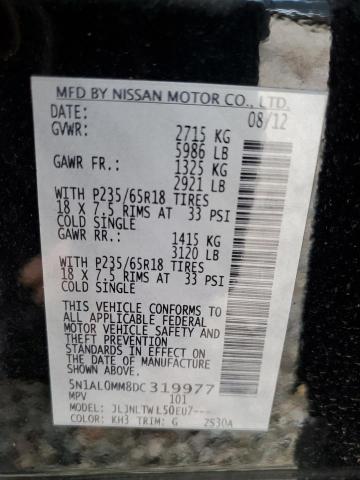 MFD BY NISSAN MOTOR CO., LTD.
DATE: 08/12
GVWR: 2715 KG
5986 LB
GAWR FR.: 1325 KG
2921 LB
WITH P235/65R18 TIRES
18 X 7.5 RIMS AT 33 PSI
COLD SINGLE
GAWR RR.: 1415 KG
3120 LB
WITH P235/65R18 TIRES
18 X 7.5 RIMS AT 33 PSI
COLD SINGLE
THIS VEHICLE CONFORMS TO
ALL APPLICABLE FEDERAL
MOTOR VEHICLE SAFETY AND
THEFT PREVENTION
STANDARDS IN EFFECT ON
THE DATE OF MANUFACTURE
SHOWN ABOVE.
5N1AL0MM8DC319977
MPV 101
MODEL: JLJNLTWL50EU7---
COLOR: KH3 TRIM: G 2530A